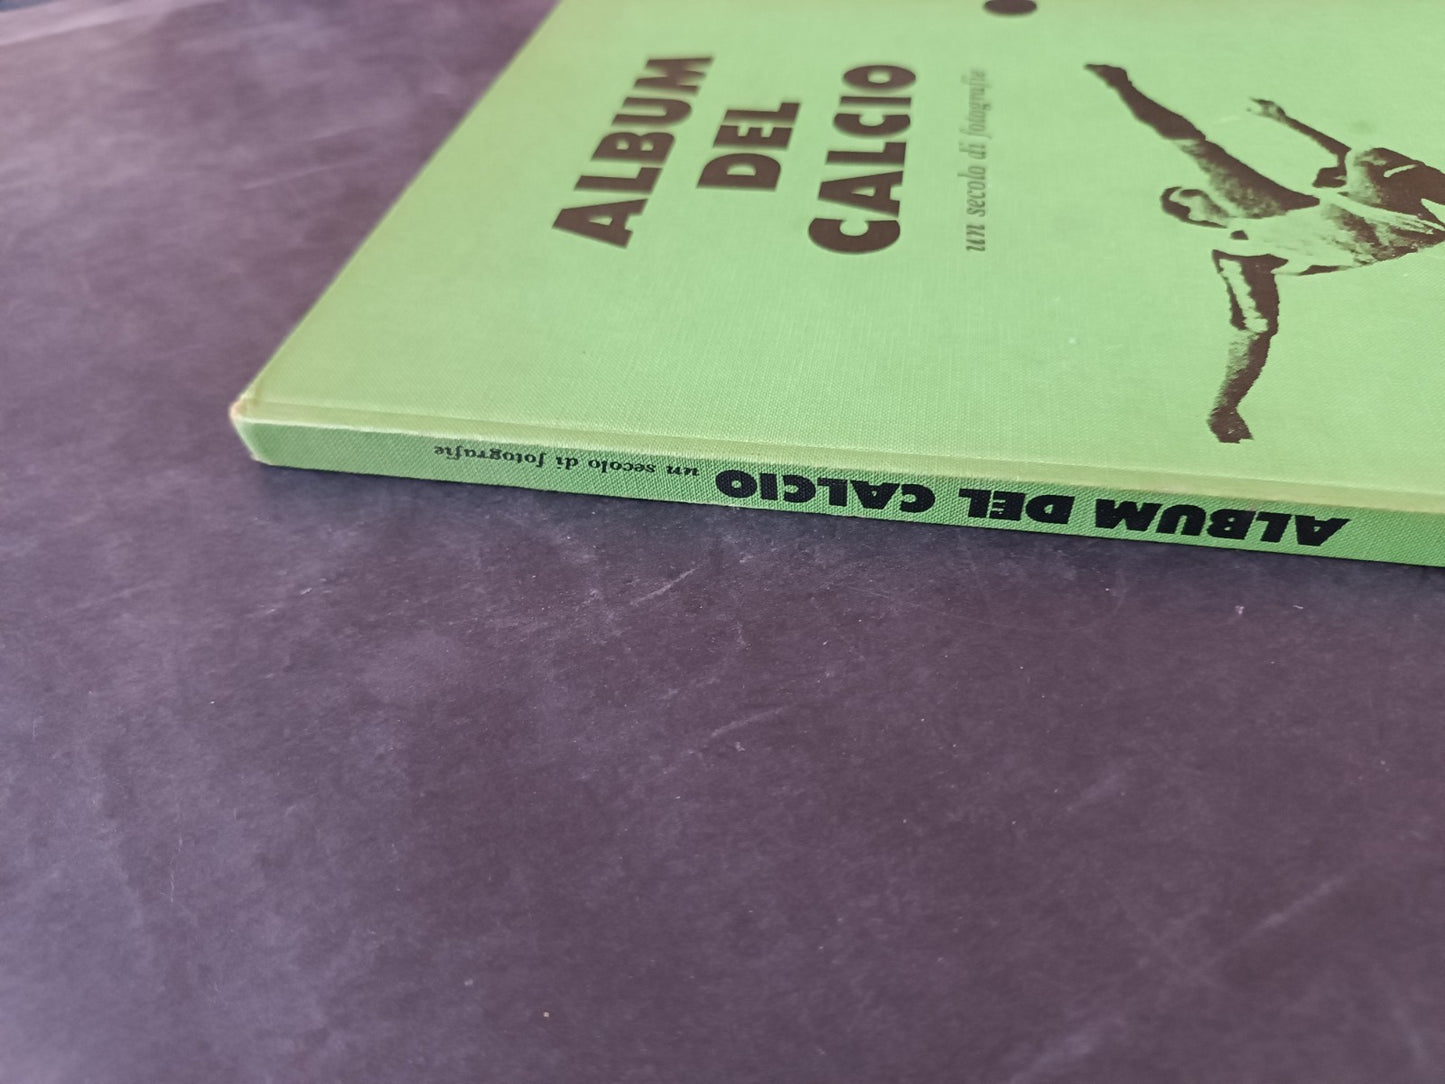 ALBUM
DEL
CALCIO
un secolo di fotografie
ALBUM DEL CALCIO un secolo di fotografie